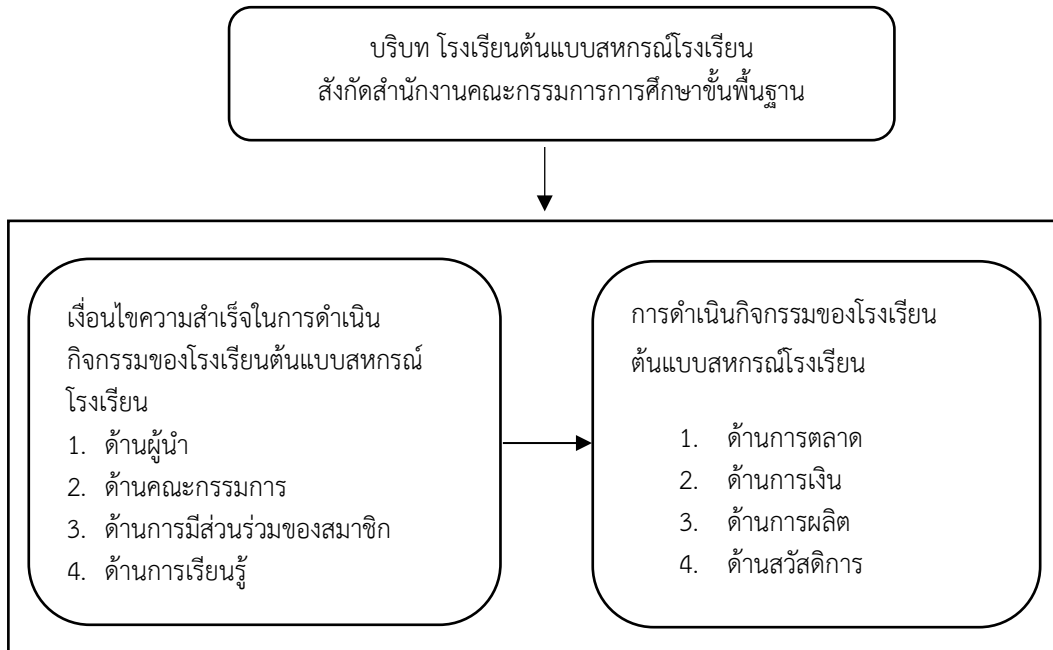 บริบท โรงเรียนต้นแบบสหกรณ์โรงเรียน
สังกัดสำนักงานคณะกรรมการการศึกษาขั้นพื้นฐาน
เงื่อนไขความสำเร็จในการดำเนิน
กิจกรรมของโรงเรียนต้นแบบสหกรณ์
โรงเรียน
1. ด้านผู้นำ
2. ด้านคณะกรรมการ
3. ด้านการมีส่วนร่วมของสมาชิก
4. ด้านการเรียนรู้
การดำเนินกิจกรรมของโรงเรียน
ต้นแบบสหกรณ์โรงเรียน
1. ด้านการตลาด
2. ด้านการเงิน
3. ด้านการผลิต
4. ด้านสวัสดิการ